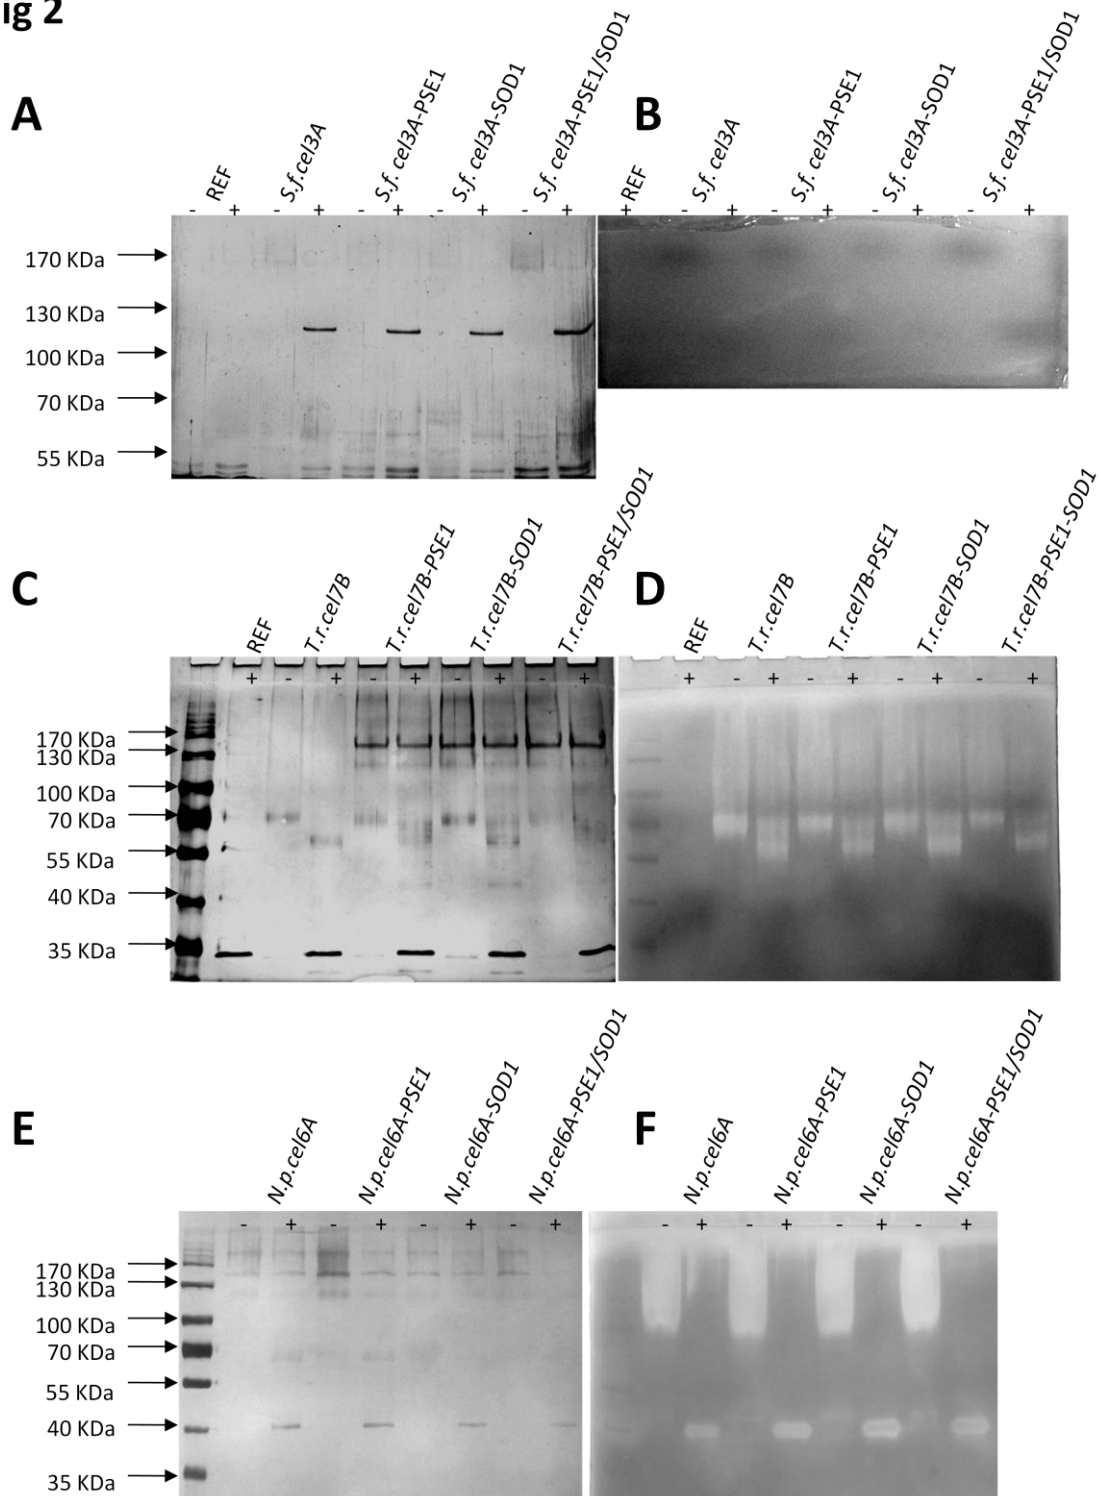 ig 2
A
REF
S.f. cel3A
S.f. cel3A-PSE1
S.f. cel3A-SOD1
S.f. cel3A-PSE1/SOD1
- + - + - + - + - +
170 KDa
130 KDa
100 KDa
70 KDa
55 KDa
B
REF
S.f. cel3A
S.f. cel3A-PSE1
S.f. cel3A-SOD1
S.f. cel3A-PSE1/SOD1
+ - + - + - + - +
C
REF
T.r.cel7B
T.r.cel7B-PSE1
T.r.cel7B-SOD1
T.r.cel7B-PSE1/SOD1
+ - + - + - + - +
170 KDa
130 KDa
100 KDa
70 KDa
55 KDa
40 KDa
35 KDa
D
REF
T.r.cel7B
T.r.cel7B-PSE1
T.r.cel7B-SOD1
T.r.cel7B-PSE1-SOD1
+ - + - + - + - +
E
N.p.cel6A
N.p.cel6A-PSE1
N.p.cel6A-SOD1
N.p.cel6A-PSE1/SOD1
- + - + - + - +
170 KDa
130 KDa
100 KDa
70 KDa
55 KDa
40 KDa
35 KDa
F
N.p.cel6A
N.p.cel6A-PSE1
N.p.cel6A-SOD1
N.p.cel6A-PSE1/SOD1
- + - + - + - +